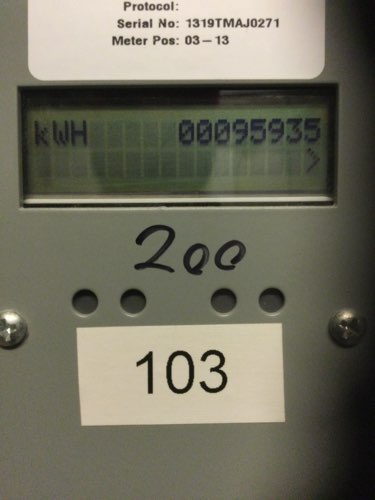 Protocol:
Serial No: 1319TMAJ0271
Meter Pos: 03-13
kWH 00095935
>
200
103